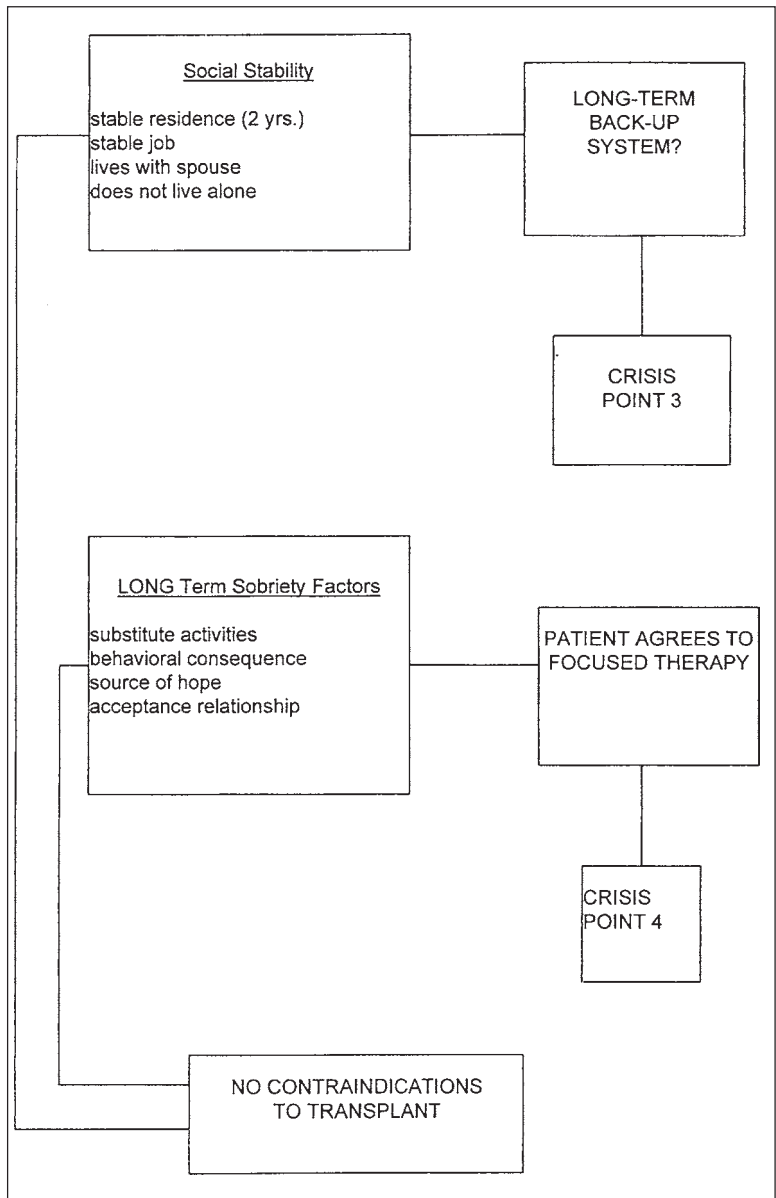 Social Stability
stable residence (2 yrs.)
stable job
lives with spouse
does not live alone
LONG-TERM
BACK-UP
SYSTEM?
CRISIS
POINT 3
LONG Term Sobriety Factors
substitute activities
behavioral consequence
source of hope
acceptance relationship
PATIENT AGREES TO
FOCUSED THERAPY
CRISIS
POINT 4
NO CONTRAINDICATIONS
TO TRANSPLANT